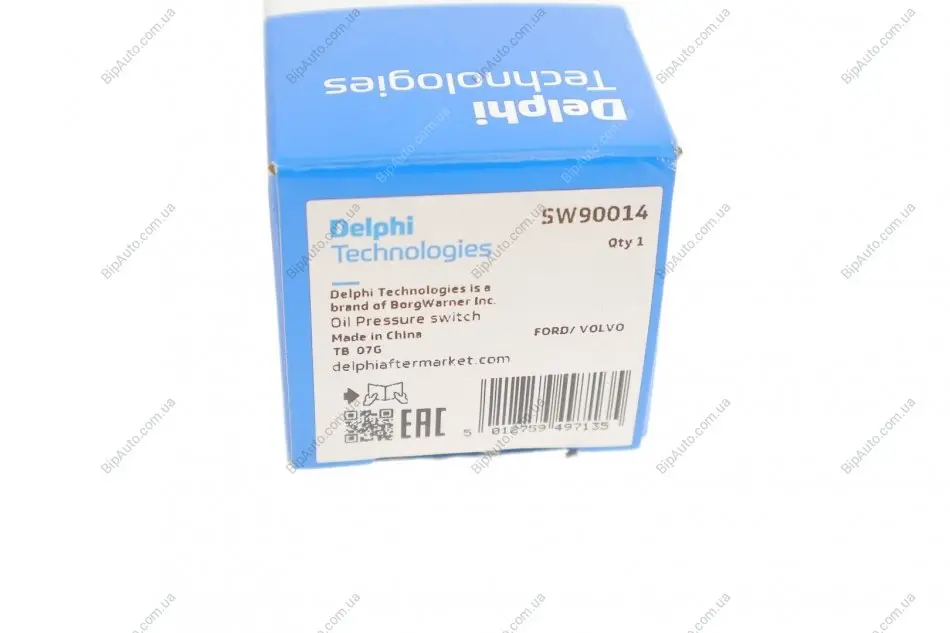 Delphi
Technologies
SW90014
Qty 1
Delphi
Technologies
Delphi Technologies is a
brand of BorgWarner Inc.
Oil Pressure switch
Made in China
TB 07G
delphiaftermarket.com
FORD/ VOLVO
EAC
5 012759 497135
BipAuto.com.ua